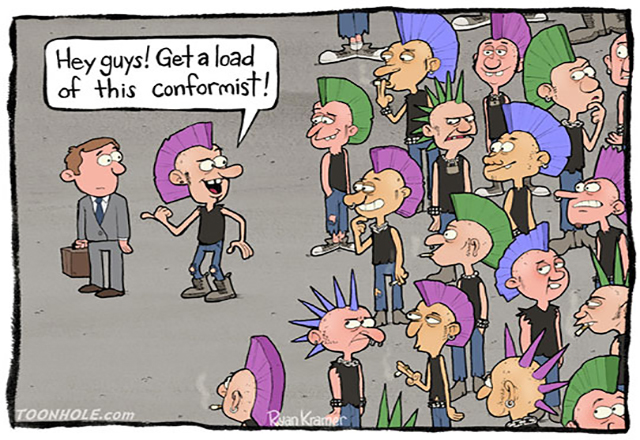 Hey guys! Get a load
of this conformist!
TOONHOLE.com
Ryan Kramer